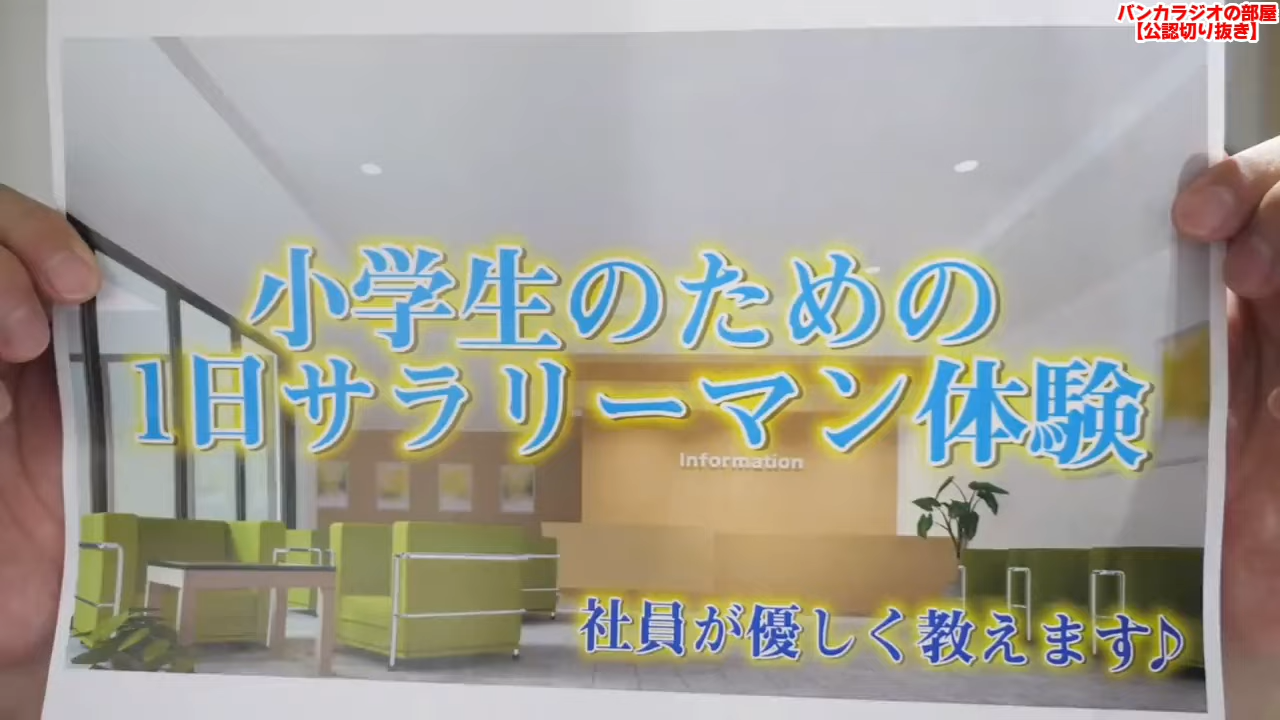 バンカラジオの部屋
【公認切り抜き】
小学生のための
1日サラリーマン体験
Information
社員が優しく教えます♪